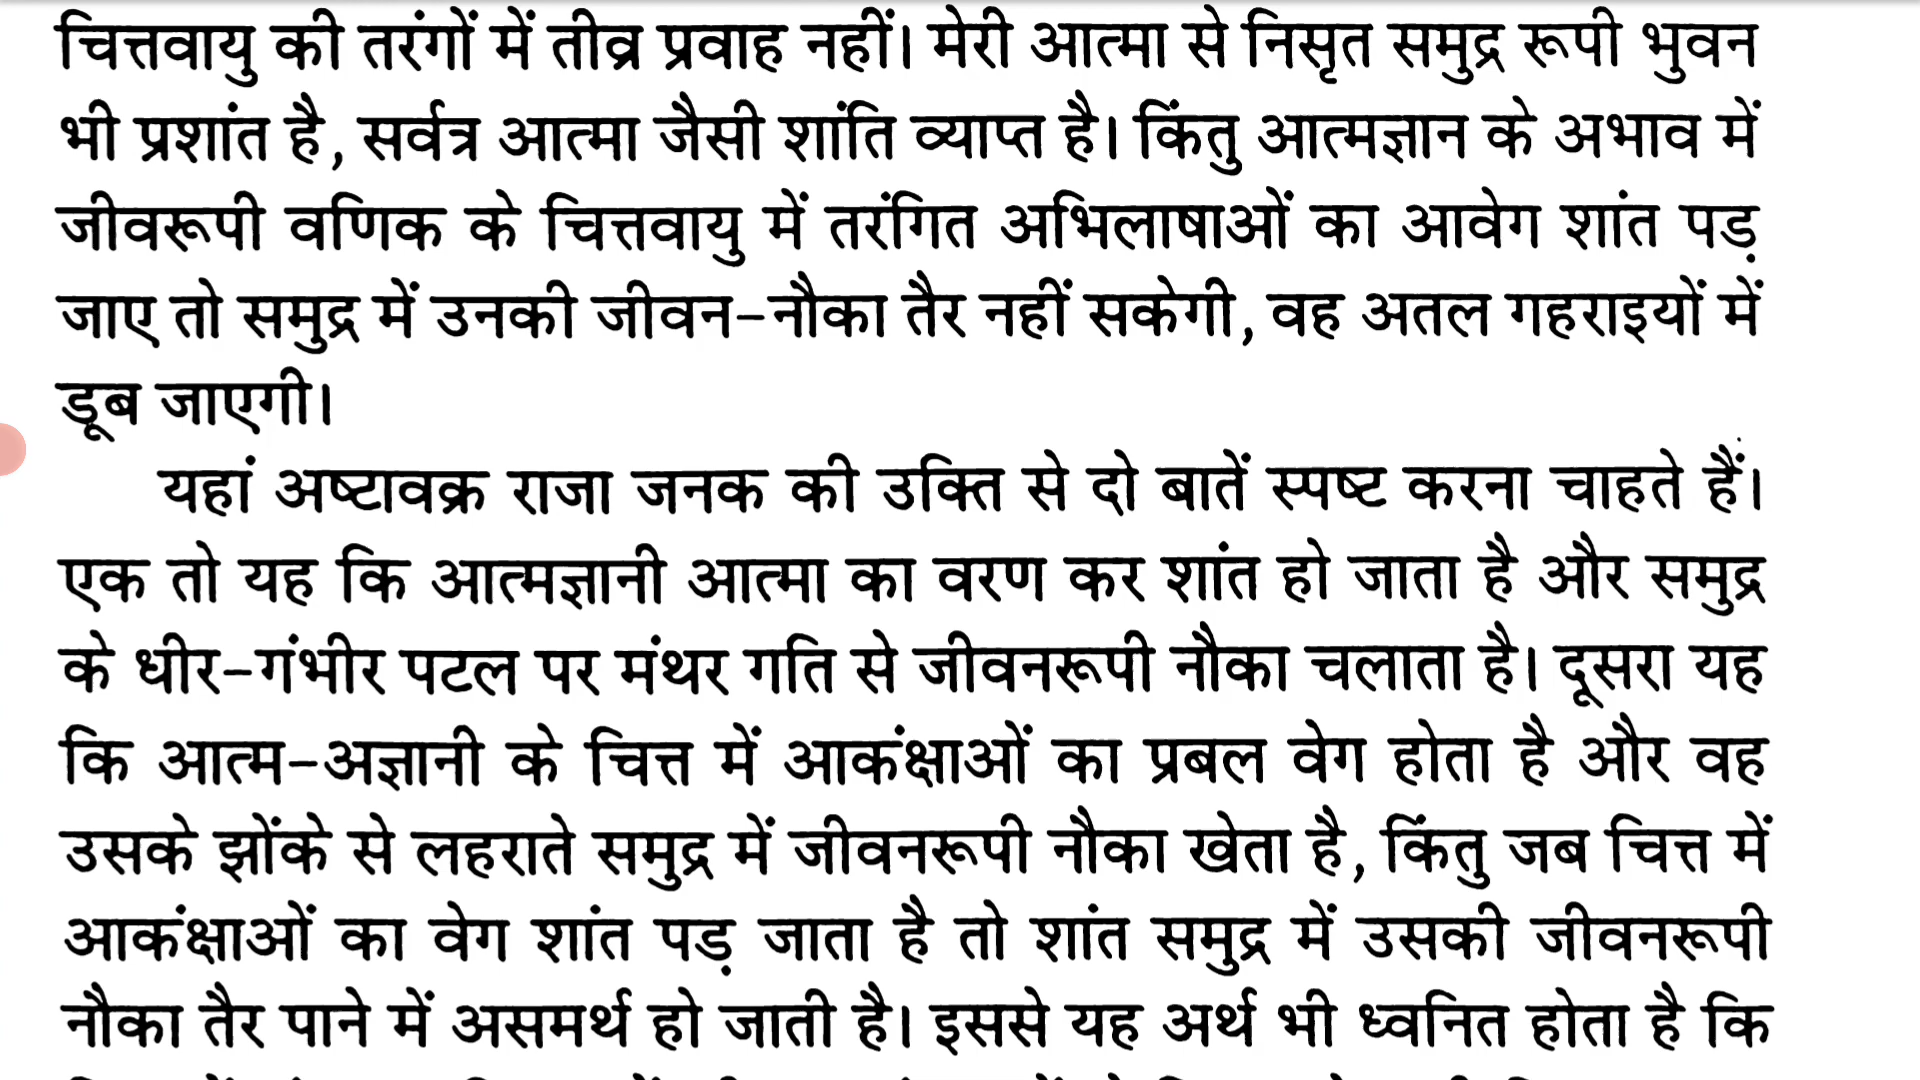 चित्तवायु की तरंगों में तीव्र प्रवाह नहीं। मेरी आत्मा से निसृत समुद्र रूपी भुवन
भी प्रशांत है, सर्वत्र आत्मा जैसी शांति व्याप्त है। किंतु आत्मज्ञान के अभाव में
जीवरूपी वणिक के चित्तवायु में तरंगित अभिलाषाओं का आवेग शांत पड़
जाए तो समुद्र में उनकी जीवन-नौका तैर नहीं सकेगी, वह अतल गहराइयों में
डूब जाएगी।
यहां अष्टावक्र राजा जनक की उक्ति से दो बातें स्पष्ट करना चाहते हैं।
एक तो यह कि आत्मज्ञानी आत्मा का वरण कर शांत हो जाता है और समुद्र
के धीर-गंभीर पटल पर मंथर गति से जीवनरूपी नौका चलाता है। दूसरा यह
कि आत्म-अज्ञानी के चित्त में आकंक्षाओं का प्रबल वेग होता है और वह
उसके झोंके से लहराते समुद्र में जीवनरूपी नौका खेता है, किंतु जब चित्त में
आकंक्षाओं का वेग शांत पड़ जाता है तो शांत समुद्र में उसकी जीवनरूपी
नौका तैर पाने में असमर्थ हो जाती है। इससे यह अर्थ भी ध्वनित होता है कि